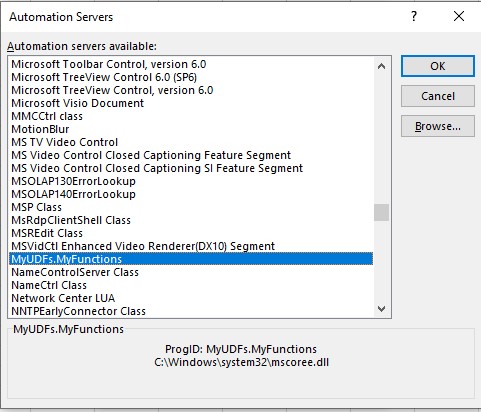 Automation Servers
?
Automation servers available:
Microsoft Toolbar Control, version 6.0
Microsoft TreeView Control 6.0 (SP6)
Microsoft TreeView Control, version 6.0
Microsoft Visio Document
MMCCtrl class
MotionBlur
MS TV Video Control
MS Video Control Closed Captioning Feature Segment
MS Video Control Closed Captioning SI Feature Segment
MSOLAP130ErrorLookup
MSOLAP140ErrorLookup
MSP Class
MsRdpClientShell Class
MSREdit Class
MSVidCtl Enhanced Video Renderer(DX10) Segment
MyUDFs.MyFunctions
NameControlServer Class
NameCtrl Class
Network Center LUA
NNTPEarlyConnector Class
OK
Cancel
Browse...
MyUDFs.MyFunctions
ProgID: MyUDFs.MyFunctions
C:\Windows\system32\mscoree.dll